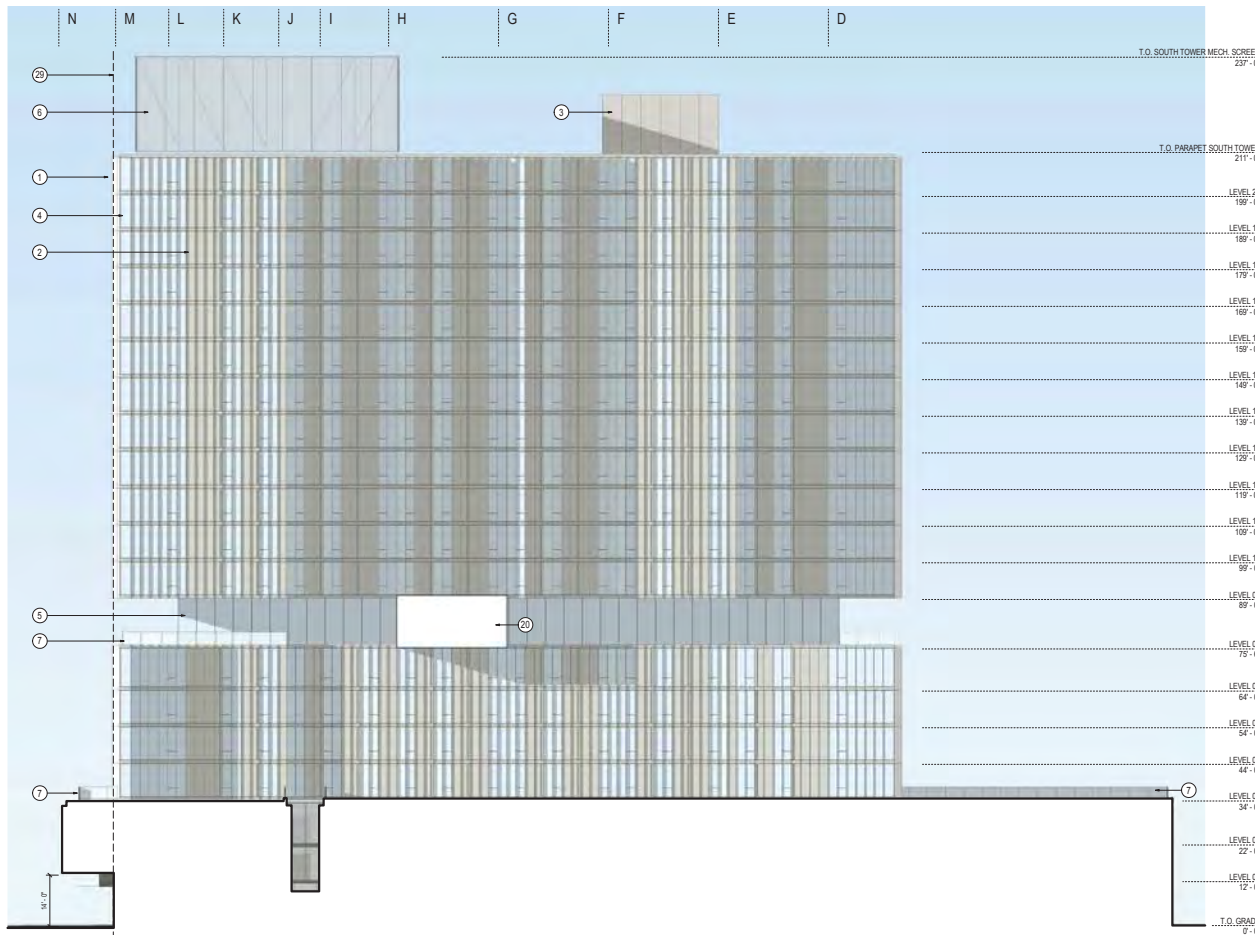 N M L K J I H G F E D
T.O. SOUTH TOWER MECH. SCREE
237' - 
29
6
3
T.O. PARAPET SOUTH TOWE
211' - 
1
LEVEL 2
199' - 
4
LEVEL 1
189' - 
2
LEVEL 1
179' - 
LEVEL 1
169' - 
LEVEL 1
159' - 
LEVEL 1
149' - 
LEVEL 1
139' - 
LEVEL 1
129' - 
LEVEL 1
119' - 
LEVEL 1
109' - 
LEVEL 1
99' - 
LEVEL 0
89' - 
5
20
7
LEVEL 0
75' - 
LEVEL 0
64' - 
LEVEL 0
54' - 
LEVEL 0
44' - 
7
7
LEVEL 0
34' - 
LEVEL 0
22' - 
LEVEL 0
12' - 
14' - 0"
T.O. GRAD
0' -